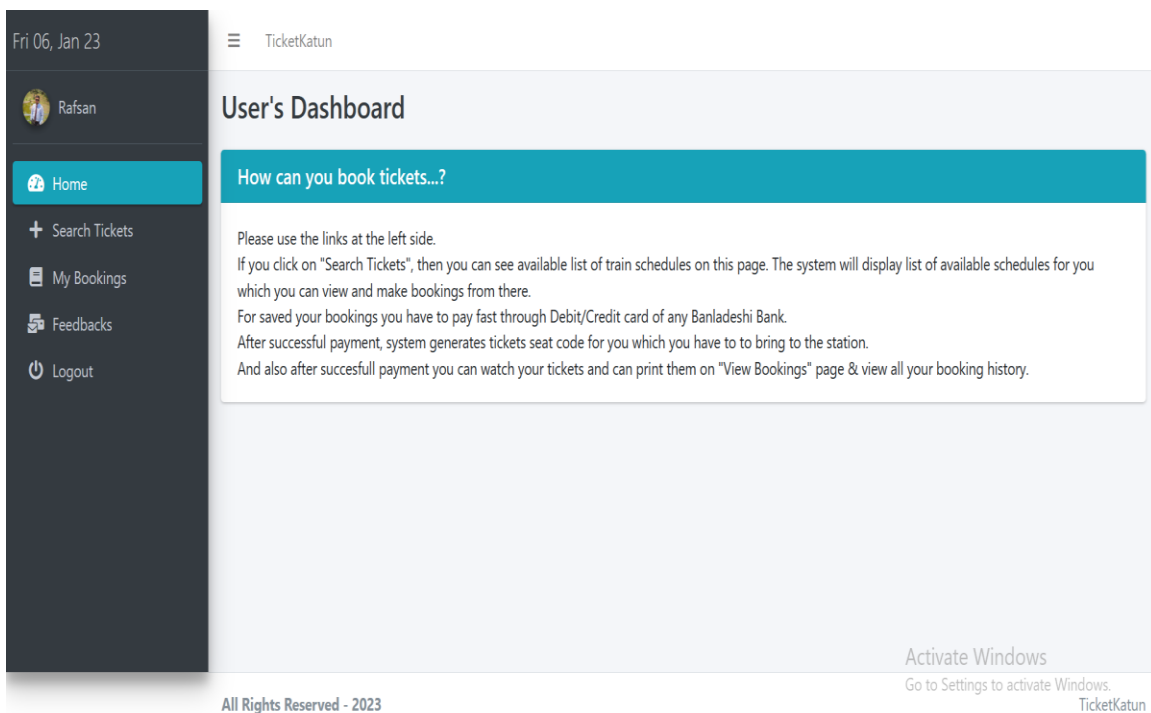 Fri 06, Jan 23
TicketKatun
Rafsan
Home
Search Tickets
My Bookings
Feedbacks
Logout
User's Dashboard
How can you book tickets...?
Please use the links at the left side.
If you click on "Search Tickets", then you can see available list of train schedules on this page. The system will display list of available schedules for you
which you can view and make bookings from there.
For saved your bookings you have to pay fast through Debit/Credit card of any Banladeshi Bank.
After successful payment, system generates tickets seat code for you which you have to to bring to the station.
And also after succesfull payment you can watch your tickets and can print them on "View Bookings" page & view all your booking history.
Activate Windows
Go to Settings to activate Windows.
All Rights Reserved - 2023
TicketKatun